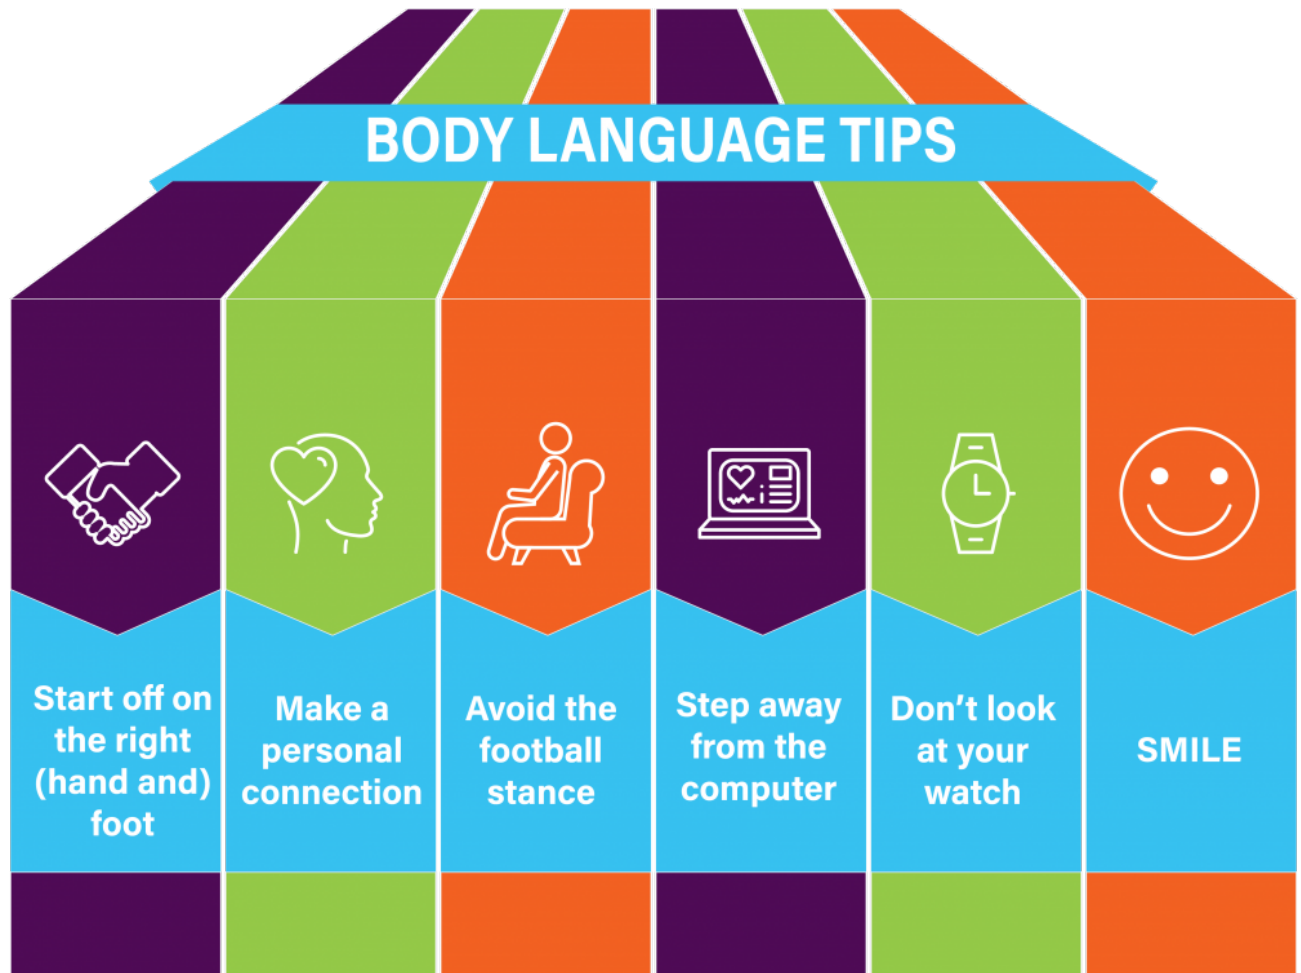 BODY LANGUAGE TIPS
Start off on
the right
(hand and)
foot
Make a
personal
connection
Avoid the
football
stance
Step away
from the
computer
Don't look
at your
watch
SMILE